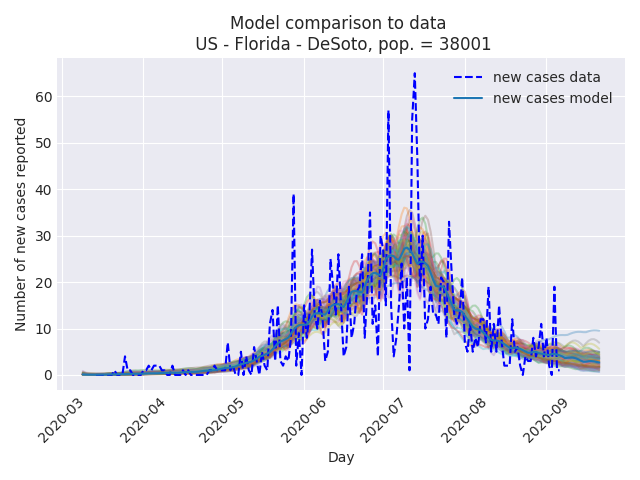 Model comparison to data
US - Florida - DeSoto, pop. = 38001
new cases data
new cases model
Number of new cases reported
60
50
40
30
20
10
0
2020-03
2020-04
2020-05
2020-06
2020-07
2020-08
2020-09
Day